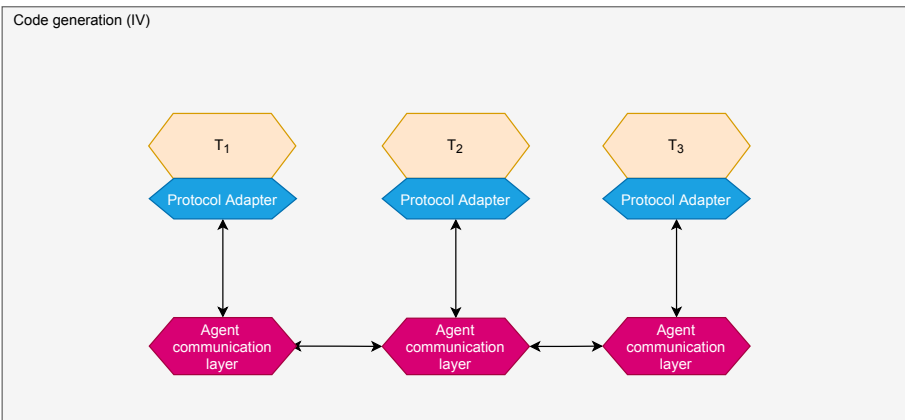 Code generation (IV)
T1
T2
T3
Protocol Adapter
Protocol Adapter
Protocol Adapter
Agent
communication
layer
Agent
communication
layer
Agent
communication
layer